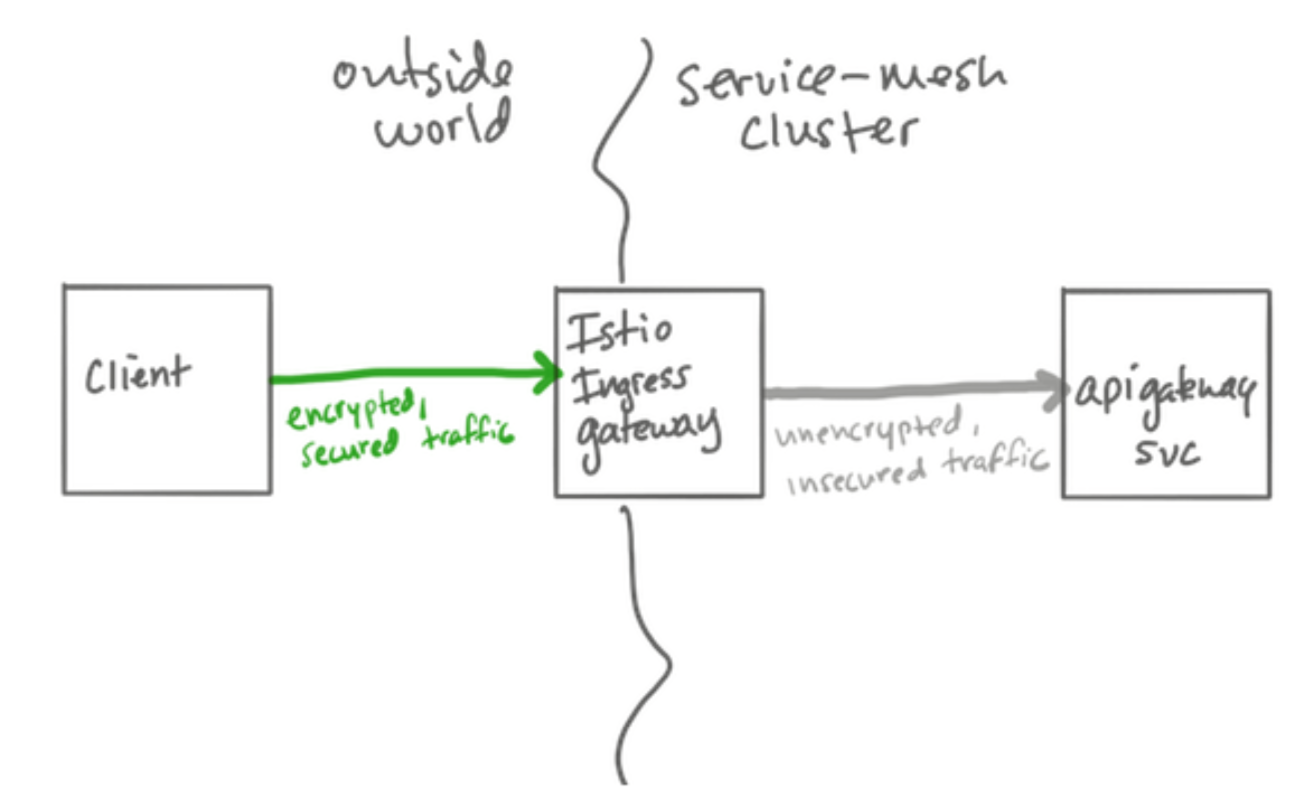 outside
world
service-mesh
cluster
Client
encrypted,
secured traffic
Istio
Ingress
gateway
unencrypted,
insecured traffic
apigateway
svc